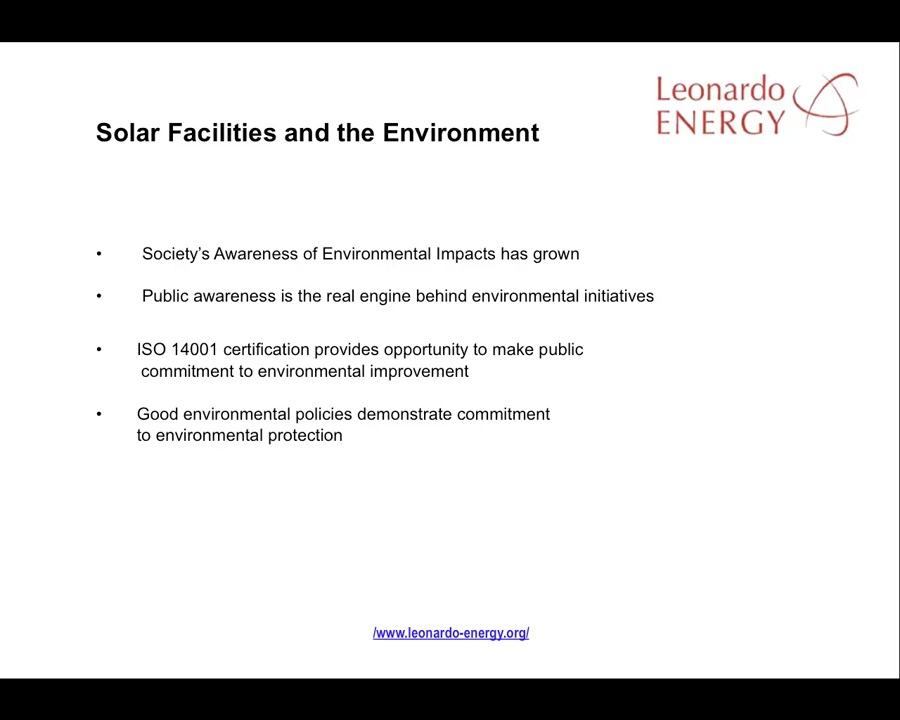 Leonardo
ENERGY
Solar Facilities and the Environment
• Society’s Awareness of Environmental Impacts has grown
• Public awareness is the real engine behind environmental initiatives
• ISO 14001 certification provides opportunity to make public
commitment to environmental improvement
• Good environmental policies demonstrate commitment
to environmental protection
/www.leonardo-energy.org/